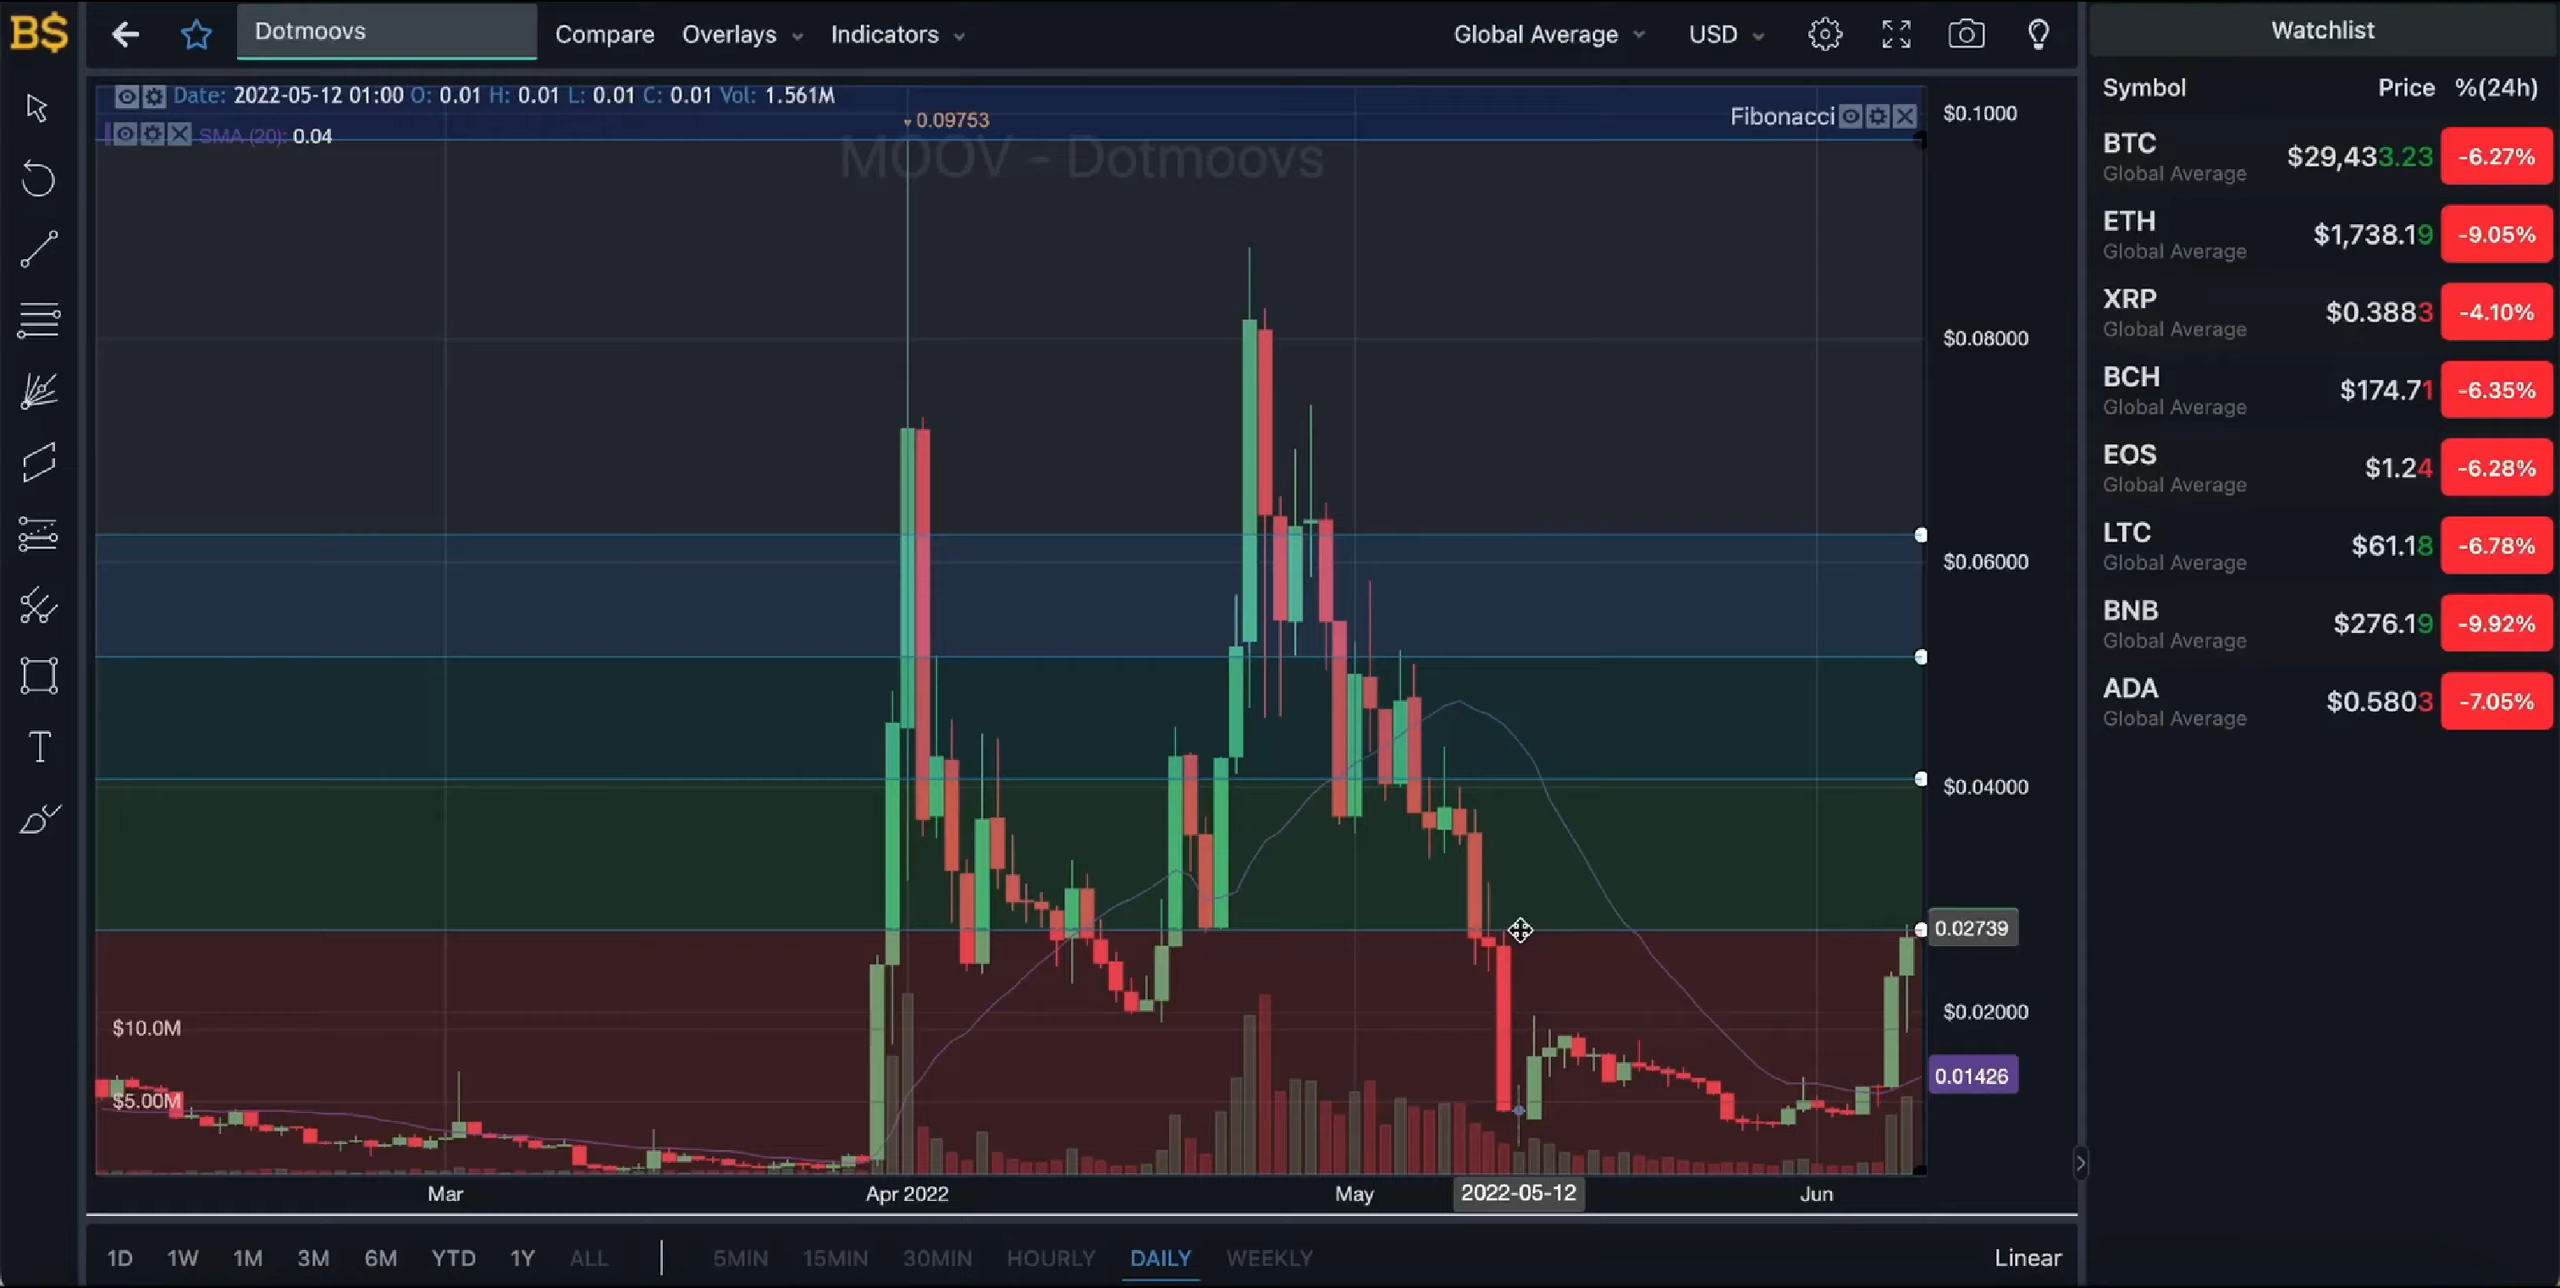 B$
Dotmoovs
Compare Overlays Indicators
Global Average USD
Date: 2022-05-12 01:00 O: 0.01 H: 0.01 L: 0.01 C: 0.01 Vol: 1.561M
SMA (20): 0.04
0.09753
MOOV - Dotmoovs
Fibonacci
$0.1000
$0.08000
$0.06000
$0.04000
0.02739
$0.02000
0.01426
$10.0M
$5.00M
Mar Apr 2022 May 2022-05-12 Jun
1D 1W 1M 3M 6M YTD 1Y ALL 5MIN 15MIN 30MIN HOURLY DAILY WEEKLY Linear
Watchlist
Symbol Price %(24h)
BTC $29,433.23 -6.27%
Global Average
ETH $1,738.19 -9.05%
Global Average
XRP $0.3883 -4.10%
Global Average
BCH $174.71 -6.35%
Global Average
EOS $1.24 -6.28%
Global Average
LTC $61.18 -6.78%
Global Average
BNB $276.19 -9.92%
Global Average
ADA $0.5803 -7.05%
Global Average